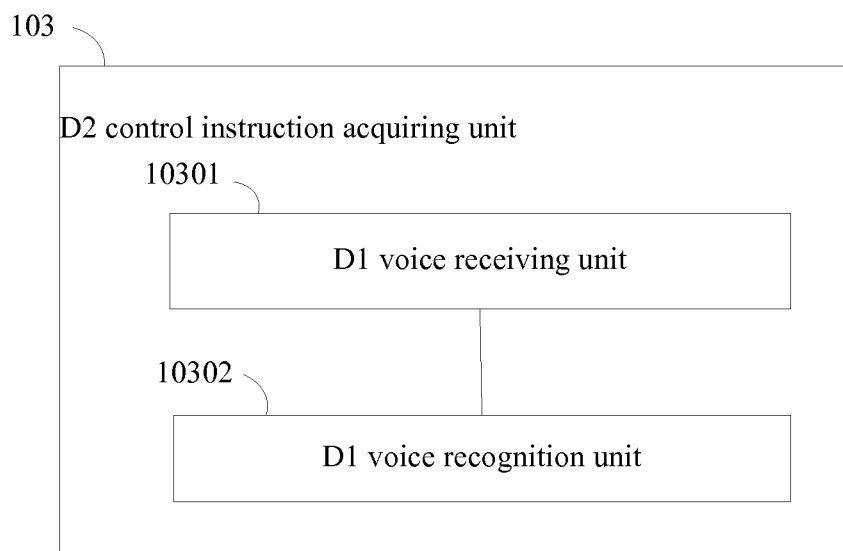 103
D2 control instruction acquiring unit
10301
D1 voice receiving unit
10302
D1 voice recognition unit